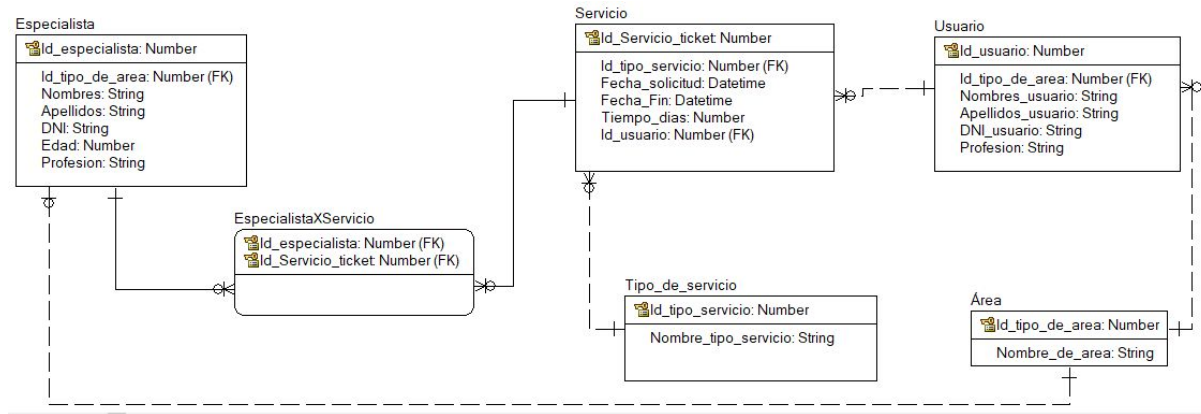 Especialista
Id_especialista: Number
Id_tipo_de_area: Number (FK)
Nombres: String
Apellidos: String
DNI: String
Edad: Number
Profesion: String
EspecialistaXServicio
Id_especialista: Number (FK)
Id_Servicio_ticket: Number (FK)
Servicio
Id_Servicio_ticket: Number
Id_tipo_servicio: Number (FK)
Fecha_solicitud: Datetime
Fecha_Fin: Datetime
Tiempo_dias: Number
Id_usuario: Number (FK)
Tipo_de_servicio
Id_tipo_servicio: Number
Nombre_tipo_servicio: String
Usuario
Id_usuario: Number
Id_tipo_de_area: Number (FK)
Nombres_usuario: String
Apellidos_usuario: String
DNI_usuario: String
Profesion: String
Área
Id_tipo_de_area: Number
Nombre_de_area: String